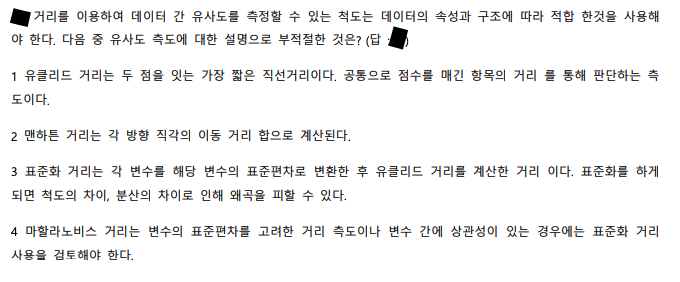 거리를 이용하여 데이터 간 유사도를 측정할 수 있는 척도는 데이터의 속성과 구조에 따라 적합 한것을 사용해
야 한다. 다음 중 유사도 측도에 대한 설명으로 부적절한 것은? (답 : )
1 유클리드 거리는 두 점을 잇는 가장 짧은 직선거리이다. 공통으로 점수를 매긴 항목의 거리 를 통해 판단하는 측
도이다.
2 맨하튼 거리는 각 방향 직각의 이동 거리 합으로 계산된다.
3 표준화 거리는 각 변수를 해당 변수의 표준편차로 변환한 후 유클리드 거리를 계산한 거리 이다. 표준화를 하게
되면 척도의 차이, 분산의 차이로 인해 왜곡을 피할 수 있다.
4 마할라노비스 거리는 변수의 표준편차를 고려한 거리 측도이나 변수 간에 상관성이 있는 경우에는 표준화 거리
사용을 검토해야 한다.